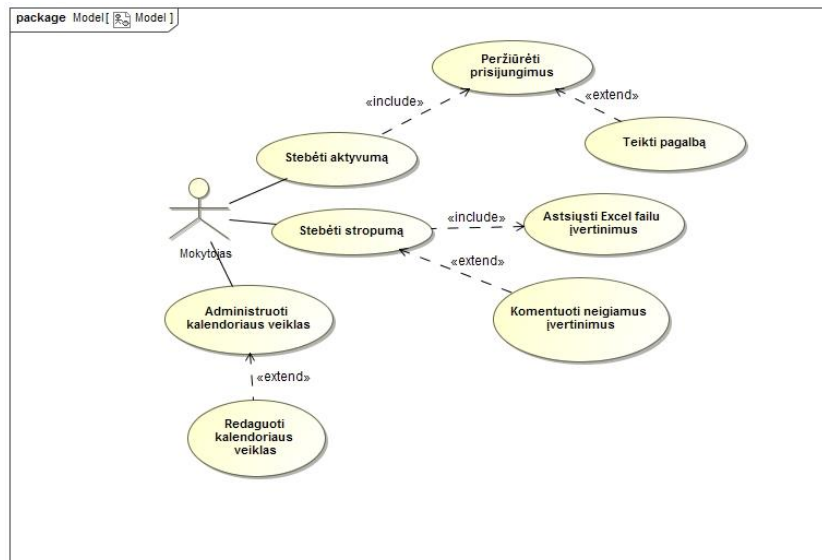 package Model [ Model ]
Peržiūrėti
prisijungimus
«include»
«extend»
Stebėti aktyvumą
Teikti pagalbą
Stebėti stropumą
«include»
Astsiųsti Excel failu
įvertinimus
Mokytojas
«extend»
Administruoti
kalendoriaus veiklas
Komentuoti neigiamus
įvertinimus
«extend»
Redaguoti
kalendoriaus
veiklas